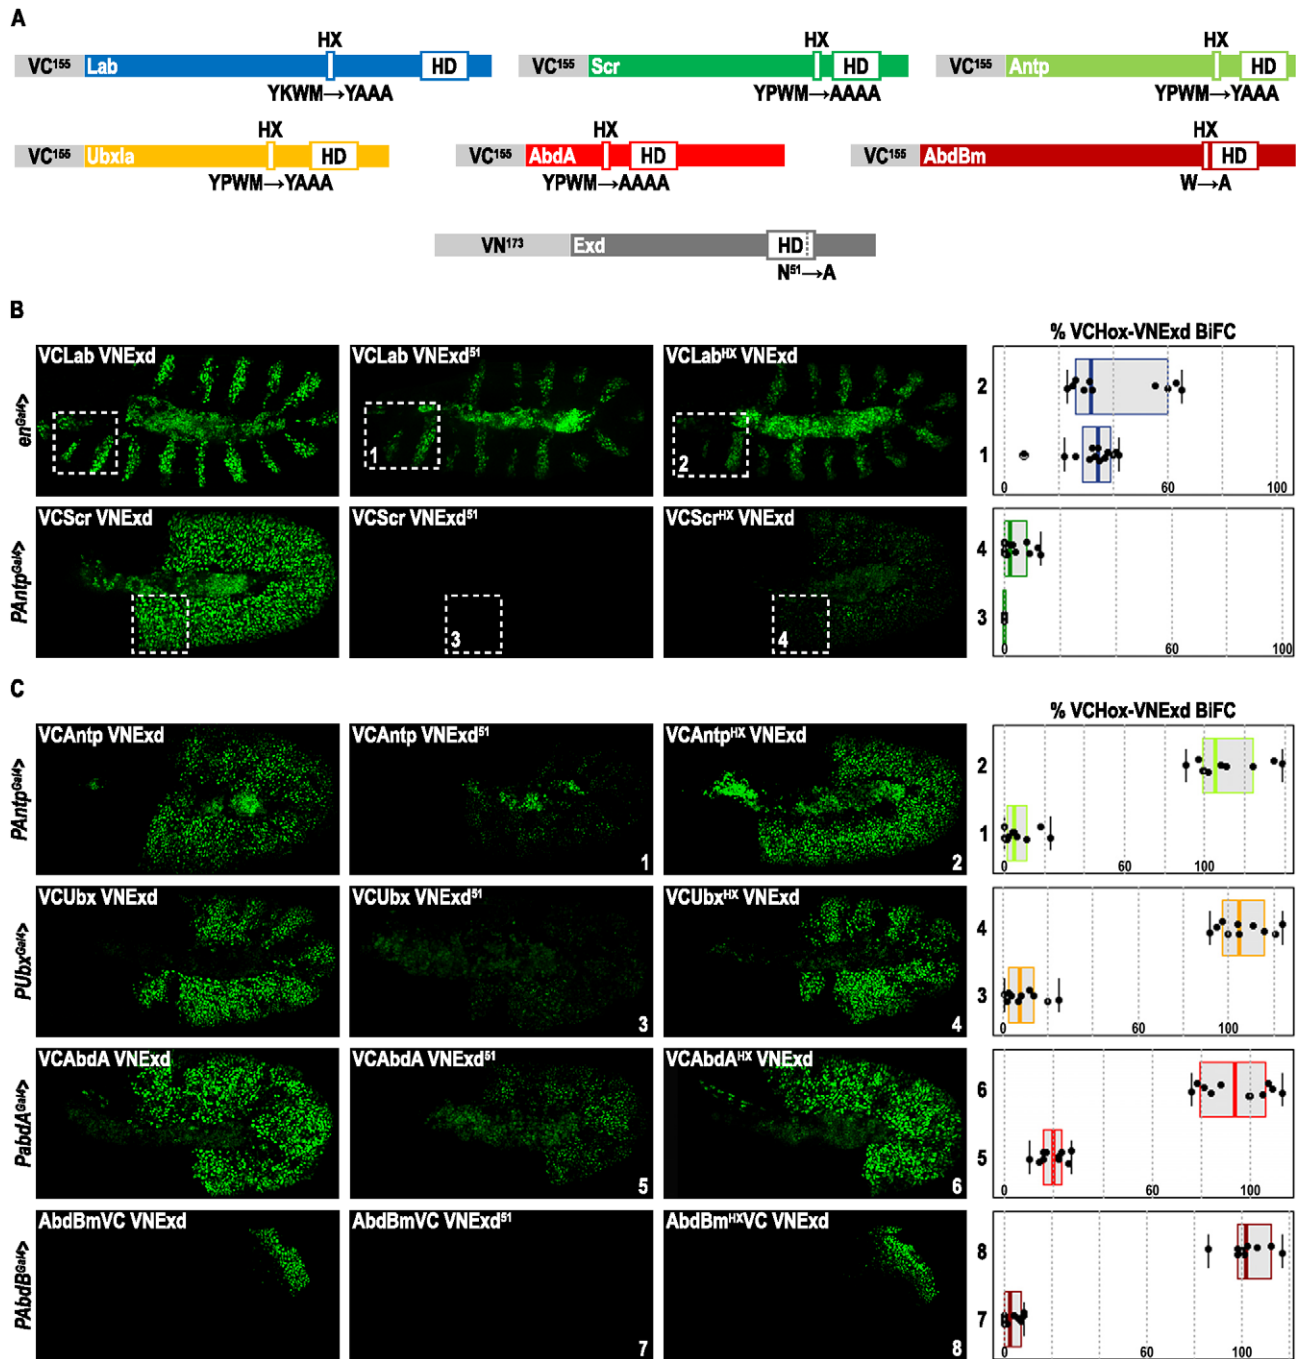 A
HX HX HX
VC¹⁵⁵ Lab HD VC¹⁵⁵ Scr HD VC¹⁵⁵ Antp HD
YKWM→YAAA YPWM→AAAA YPWM→YAAA
HX HX HX
VC¹⁵⁵ UbxIa HD VC¹⁵⁵ AbdA HD VC¹⁵⁵ AbdBm HD
YPWM→YAAA YPWM→AAAA W→A
VN¹⁷³ Exd HD
N⁵¹→A
B
% VCHox-VNExd BiFC
enGal4>
VCLab VNExd VCLab VNExd⁵¹ VCLabᴴˣ VNExd
1 2
2
1
0 60 100
PAntpGal4>
VCScr VNExd VCScr VNExd⁵¹ VCScrᴴˣ VNExd
3 4
4
3
0 60 100
C
% VCHox-VNExd BiFC
PAntpGal4>
VCAntp VNExd VCAntp VNExd⁵¹ VCAntpᴴˣ VNExd
1 2
2
1
0 60 100
PUbxGal4>
VCUbx VNExd VCUbx VNExd⁵¹ VCUbxᴴˣ VNExd
3 4
4
3
0 60 100
PabdAGal4>
VCAbdA VNExd VCAbdA VNExd⁵¹ VCAbdAᴴˣ VNExd
5 6
6
5
0 60 100
PAbdBGal4>
AbdBmVC VNExd AbdBmVC VNExd⁵¹ AbdBmᴴˣVC VNExd
7 8
8
7
0 60 100